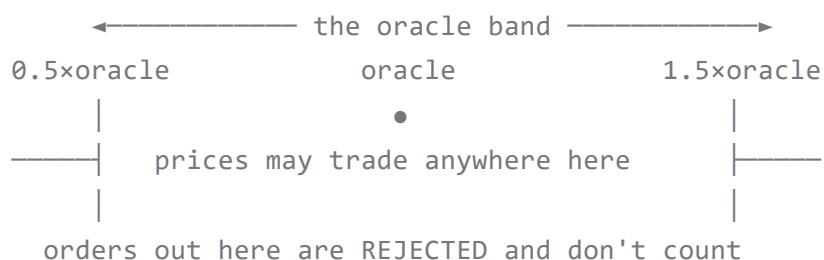 the oracle band
0.5×oracle oracle 1.5×oracle
prices may trade anywhere here
orders out here are REJECTED and don't count